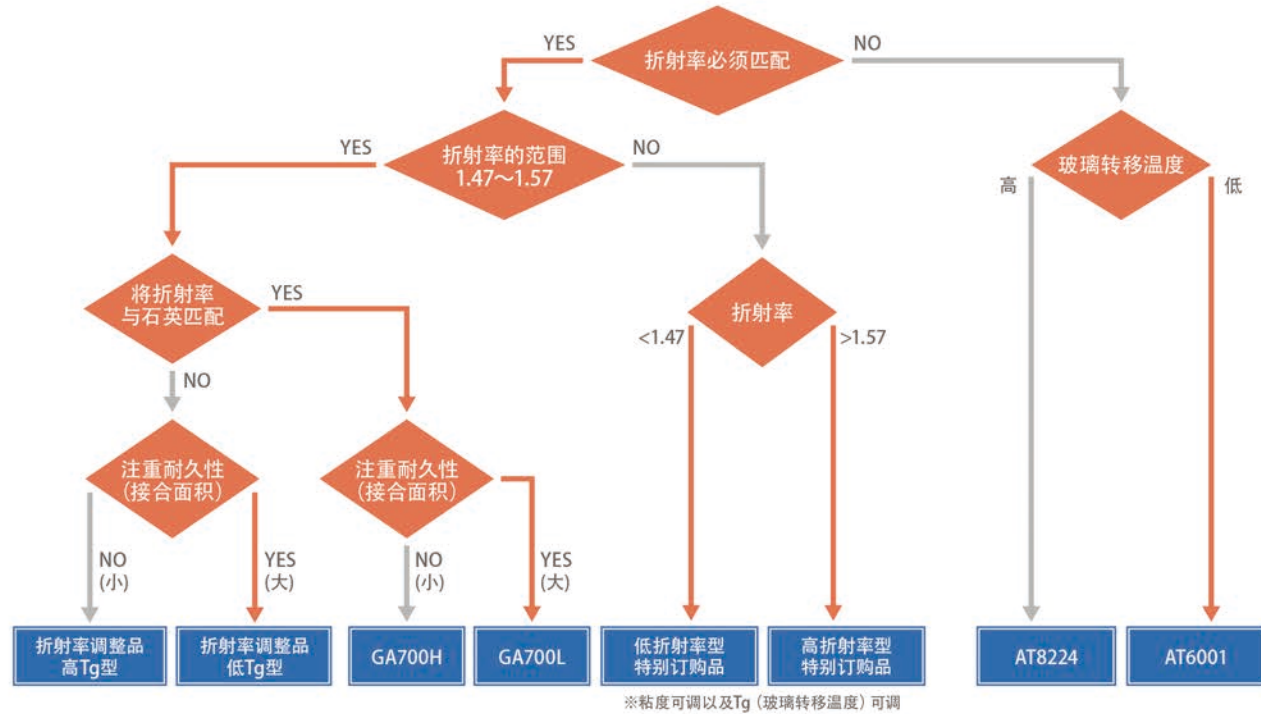 折射率必须匹配
YES
NO
折射率的范围
1.47～1.57
YES
NO
玻璃转移温度
高
低
将折射率
与石英匹配
YES
NO
折射率
<1.47
>1.57
注重耐久性
(接合面积)
注重耐久性
(接合面积)
NO
(小)
YES
(大)
NO
(小)
YES
(大)
折射率调整品
高Tg型
折射率调整品
低Tg型
GA700H
GA700L
低折射率型
特别订购品
高折射率型
特别订购品
AT8224
AT6001
※粘度可调以及Tg（玻璃转移温度）可调